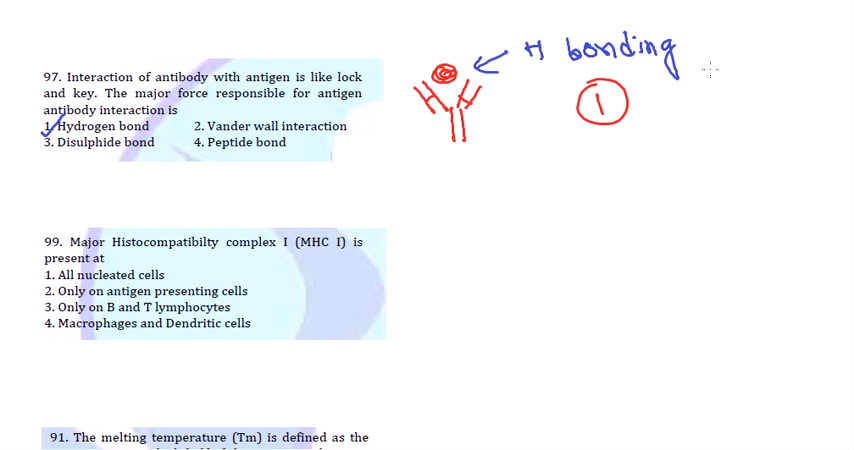 97. Interaction of antibody with antigen is like lock
and key. The major force responsible for antigen
antibody interaction is
1. Hydrogen bond 2. Vander wall interaction
3. Disulphide bond 4. Peptide bond
H bonding
1
99. Major Histocompatibilty complex I (MHC I) is
present at
1. All nucleated cells
2. Only on antigen presenting cells
3. Only on B and T lymphocytes
4. Macrophages and Dendritic cells
91. The melting temperature (Tm) is defined as the